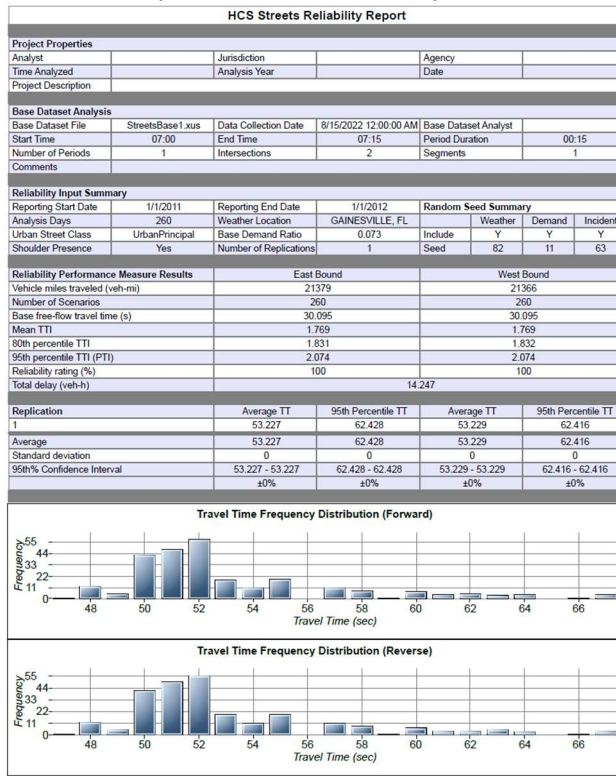 HCS Streets Reliability Report
Project Properties
Analyst Jurisdiction Agency
Time Analyzed Analysis Year Date
Project Description
Base Dataset Analysis
Base Dataset File StreetsBase1.xus Data Collection Date 8/15/2022 12:00:00 AM Base Dataset Analyst
Start Time 07:00 End Time 07:15 Period Duration 00:15
Number of Periods 1 Intersections 2 Segments 1
Comments
Reliability Input Summary
Reporting Start Date 1/1/2011 Reporting End Date 1/1/2012 Random Seed Summary
Analysis Days 260 Weather Location GAINESVILLE, FL Weather Demand Incident
Urban Street Class UrbanPrincipal Base Demand Ratio 0.073 Include Y Y Y
Shoulder Presence Yes Number of Replications 1 Seed 82 11 63
Reliability Performance Measure Results East Bound West Bound
Vehicle miles traveled (veh-mi) 21379 21366
Number of Scenarios 260 260
Base free-flow travel time (s) 30.095 30.095
Mean TTI 1.769 1.769
80th percentile TTI 1.831 1.832
95th percentile TTI (PTI) 2.074 2.074
Reliability rating (%) 100 100
Total delay (veh-h) 14.247
Replication Average TT 95th Percentile TT Average TT 95th Percentile TT
1 53.227 62.428 53.229 62.416
Average 53.227 62.428 53.229 62.416
Standard deviation 0 0 0 0
95th% Confidence Interval 53.227 - 53.227 62.428 - 62.428 53.229 - 53.229 62.416 - 62.416
±0% ±0% ±0% ±0%
Travel Time Frequency Distribution (Forward)
Frequency
55
44
33
22
11
0
48 50 52 54 56 58 60 62 64 66
Travel Time (sec)
Travel Time Frequency Distribution (Reverse)
Frequency
55
44
33
22
11
0
48 50 52 54 56 58 60 62 64 66
Travel Time (sec)